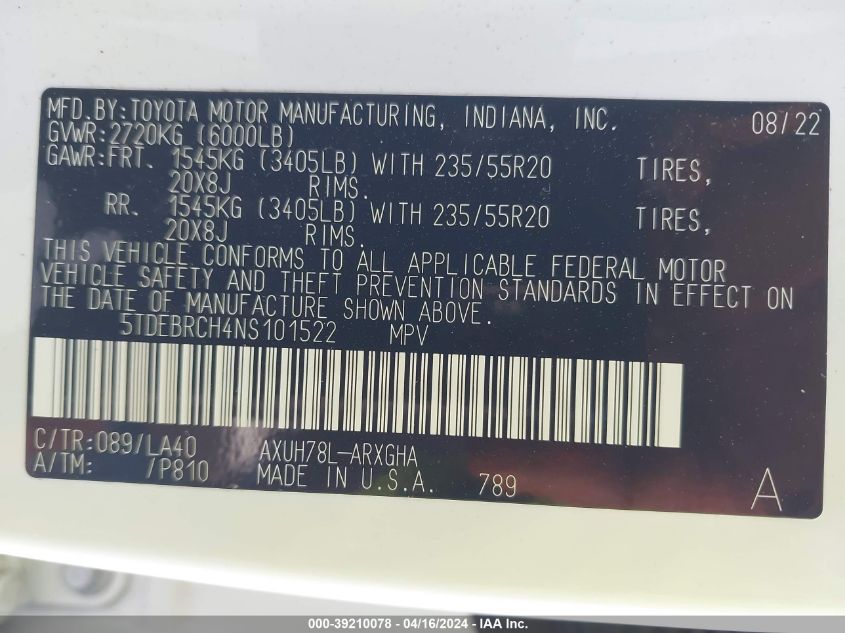 MFD.BY:TOYOTA MOTOR MANUFACTURING, INDIANA, INC. 08/22
GVWR:2720KG (6000LB)
GAWR:FRT. 1545KG (3405LB) WITH 235/55R20 TIRES,
20X8J RIMS.
RR. 1545KG (3405LB) WITH 235/55R20 TIRES,
20X8J RIMS.
THIS VEHICLE CONFORMS TO ALL APPLICABLE FEDERAL MOTOR
VEHICLE SAFETY AND THEFT PREVENTION STANDARDS IN EFFECT ON
THE DATE OF MANUFACTURE SHOWN ABOVE.
5TDEBRCH4NS101522 MPV
C/TR:089/LA40 AXUH78L-ARXGHA
A/TM: /P810 MADE IN U.S.A. 789 A
000-39210078 - 04/16/2024 - IAA Inc.